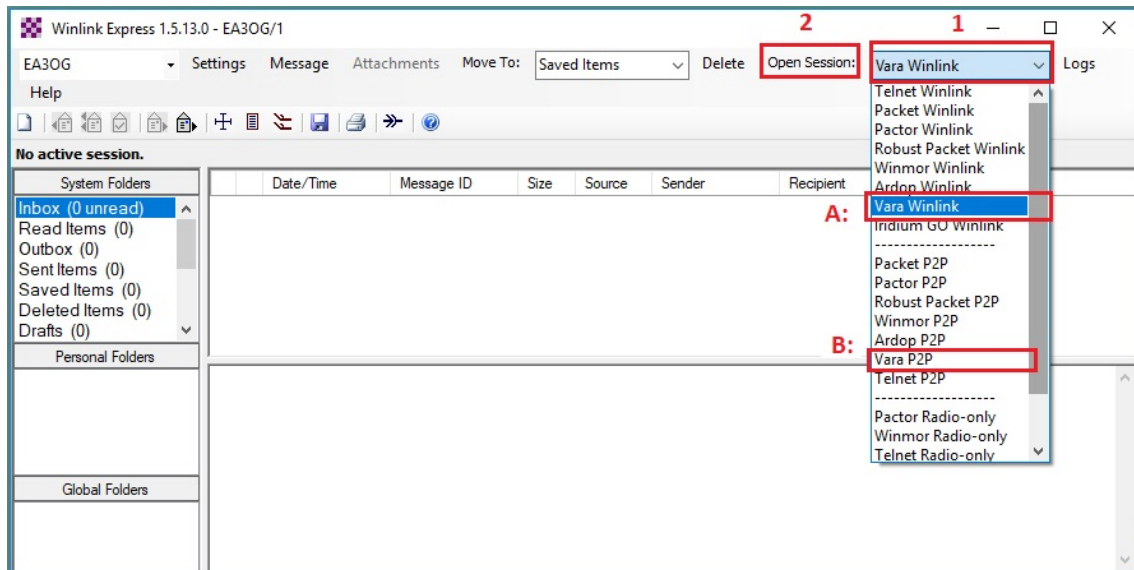 Winlink Express 1.5.13.0 - EA3OG/1
2
1
EA3OG Settings Message Attachments Move To: Saved Items Delete Open Session: Vara Winlink Logs
Help
No active session.
System Folders
Inbox (0 unread)
Read Items (0)
Outbox (0)
Sent Items (0)
Saved Items (0)
Deleted Items (0)
Drafts (0)
Personal Folders
Global Folders
Date/Time Message ID Size Source Sender Recipient
Telnet Winlink
Packet Winlink
Pactor Winlink
Robust Packet Winlink
Winmor Winlink
Ardop Winlink
A: Vara Winlink
Iridium GO Winlink
-------------------
Packet P2P
Pactor P2P
Robust Packet P2P
Winmor P2P
Ardop P2P
B: Vara P2P
Telnet P2P
-------------------
Pactor Radio-only
Winmor Radio-only
Telnet Radio-only